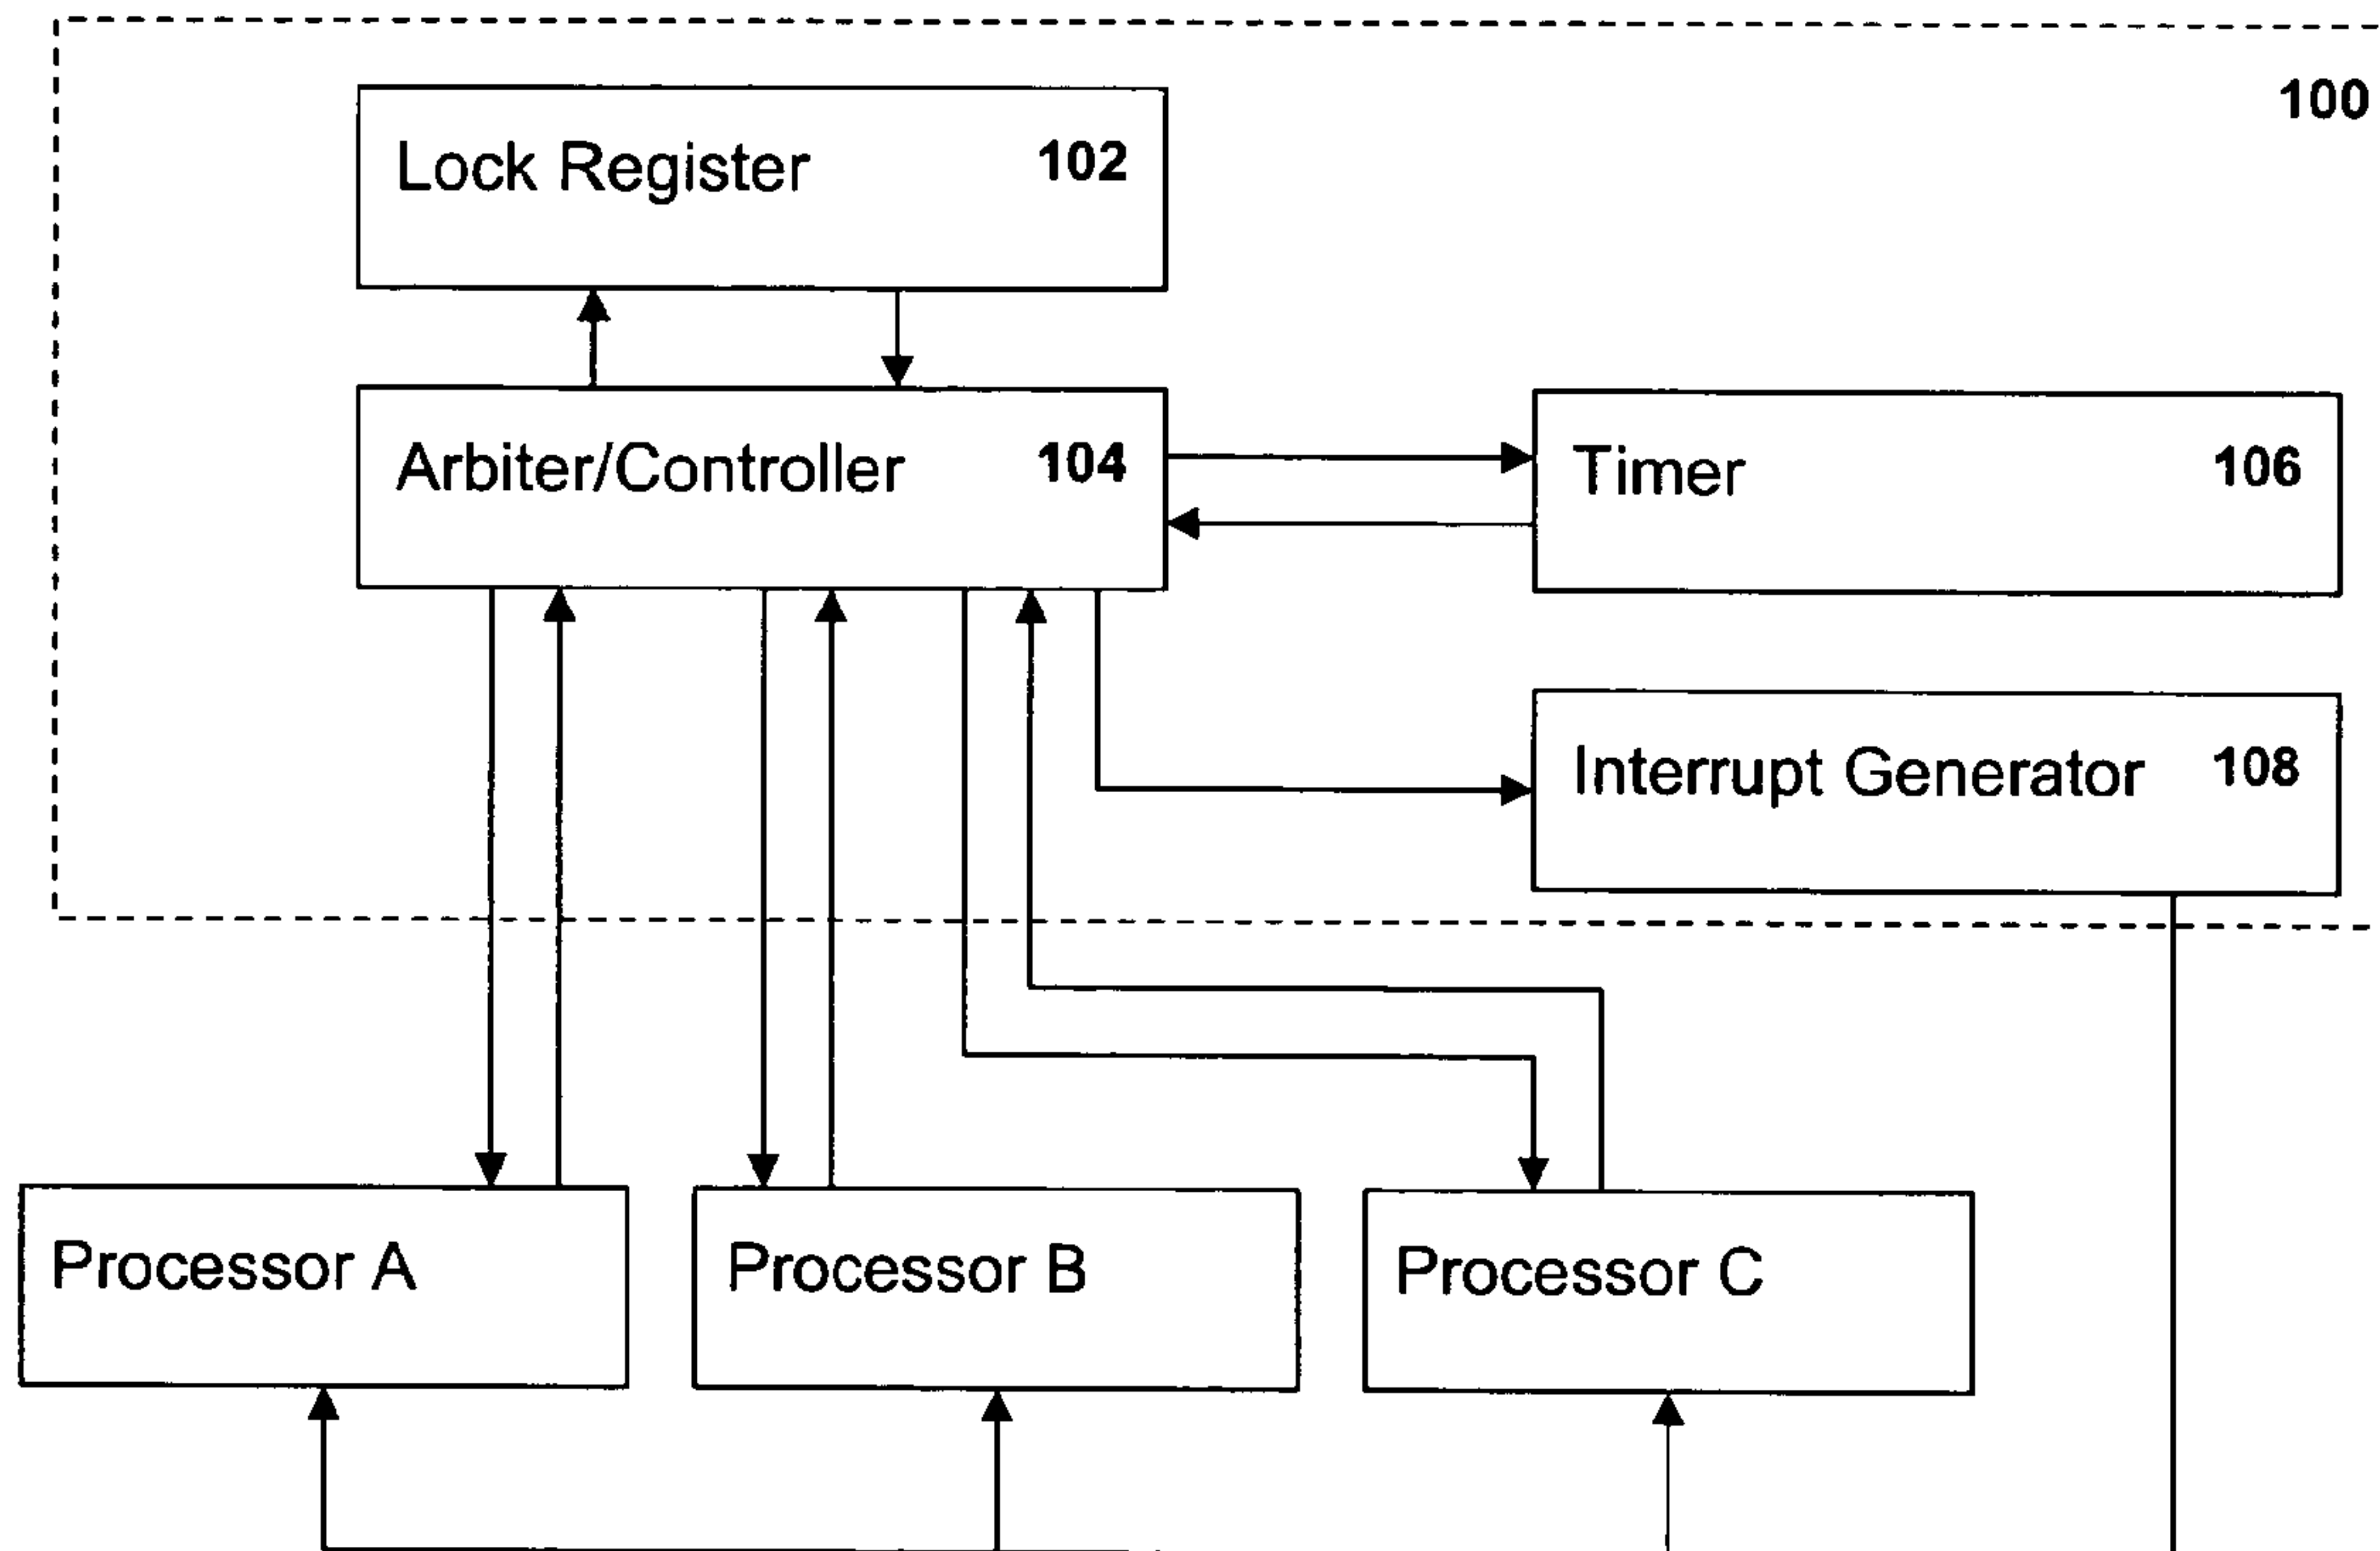 100
Lock Register 102
Arbiter/Controller 104
Timer 106
Interrupt Generator 108
Processor A
Processor B
Processor C